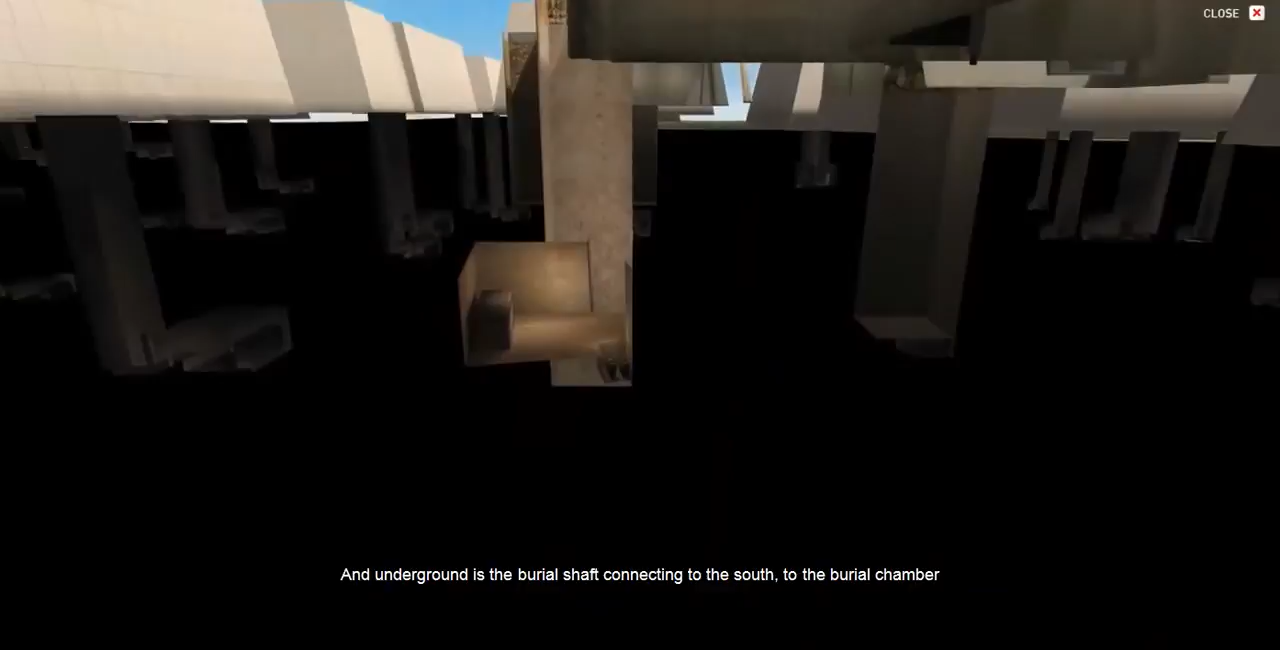 CLOSE
And underground is the burial shaft connecting to the south, to the burial chamber